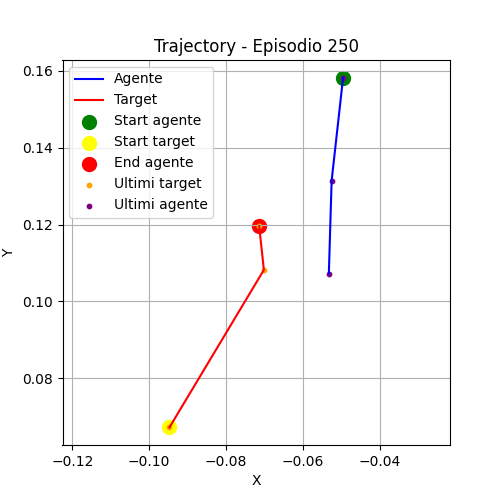 Trajectory - Episodio 250
Agente
Target
Start agente
Start target
End agente
Ultimi target
Ultimi agente
0.16
0.14
0.12
0.10
0.08
Y
−0.12
−0.10
−0.08
−0.06
−0.04
X